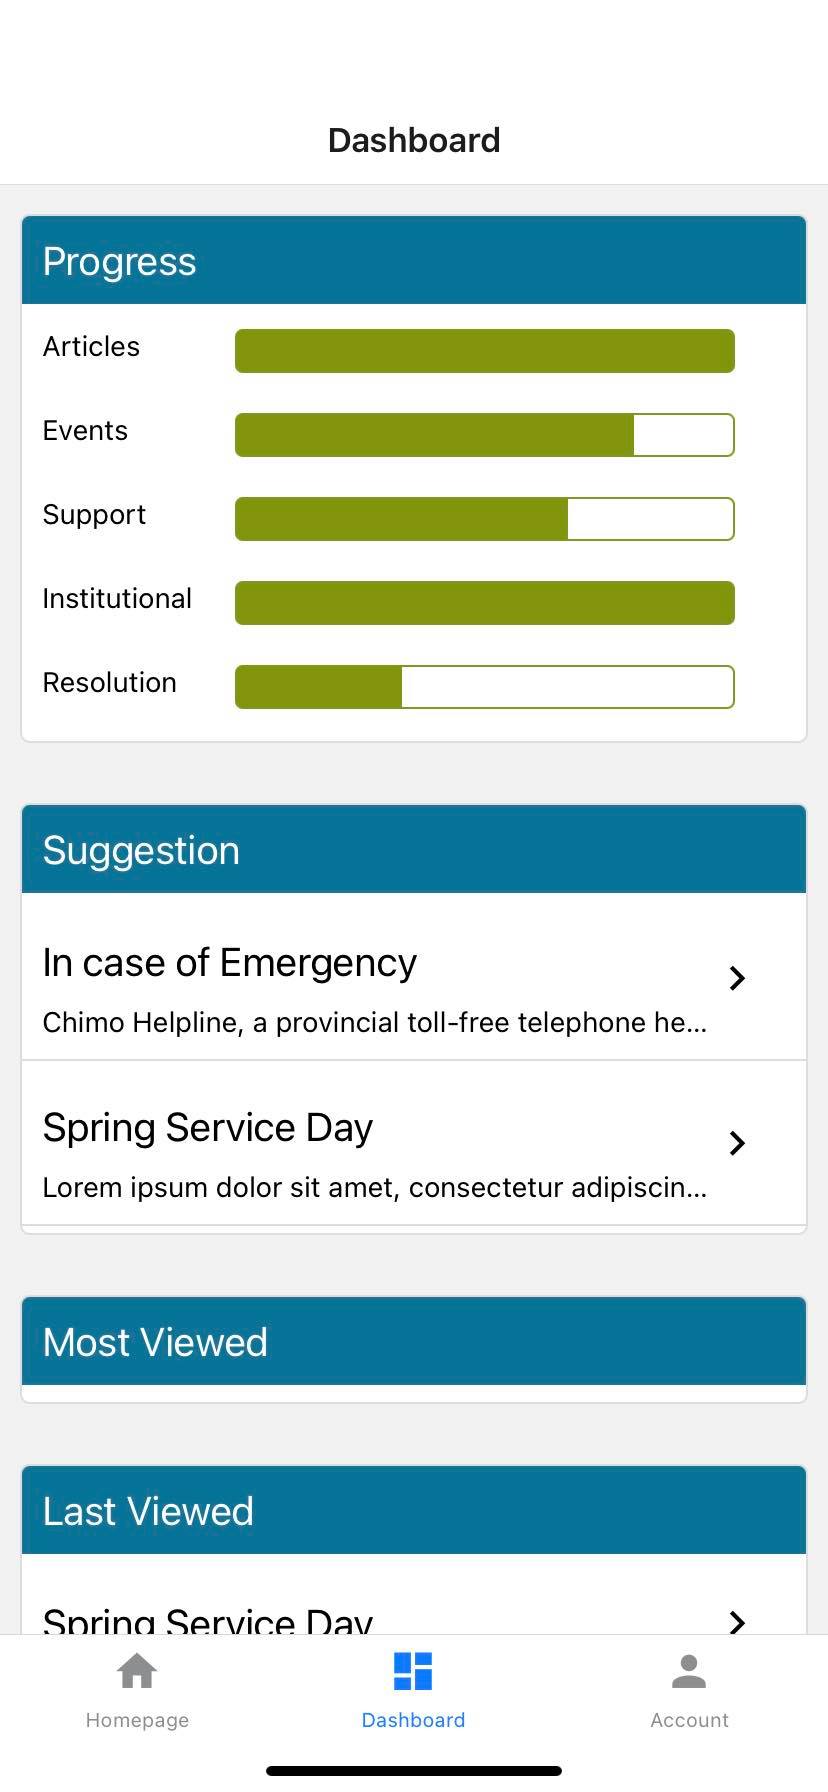 Dashboard
Progress
Articles
Events
Support
Institutional
Resolution
Suggestion
In case of Emergency
Chimo Helpline, a provincial toll-free telephone he...
Spring Service Day
Lorem ipsum dolor sit amet, consectetur adipiscin...
Most Viewed
Last Viewed
Spring Service Day
Homepage
Dashboard
Account